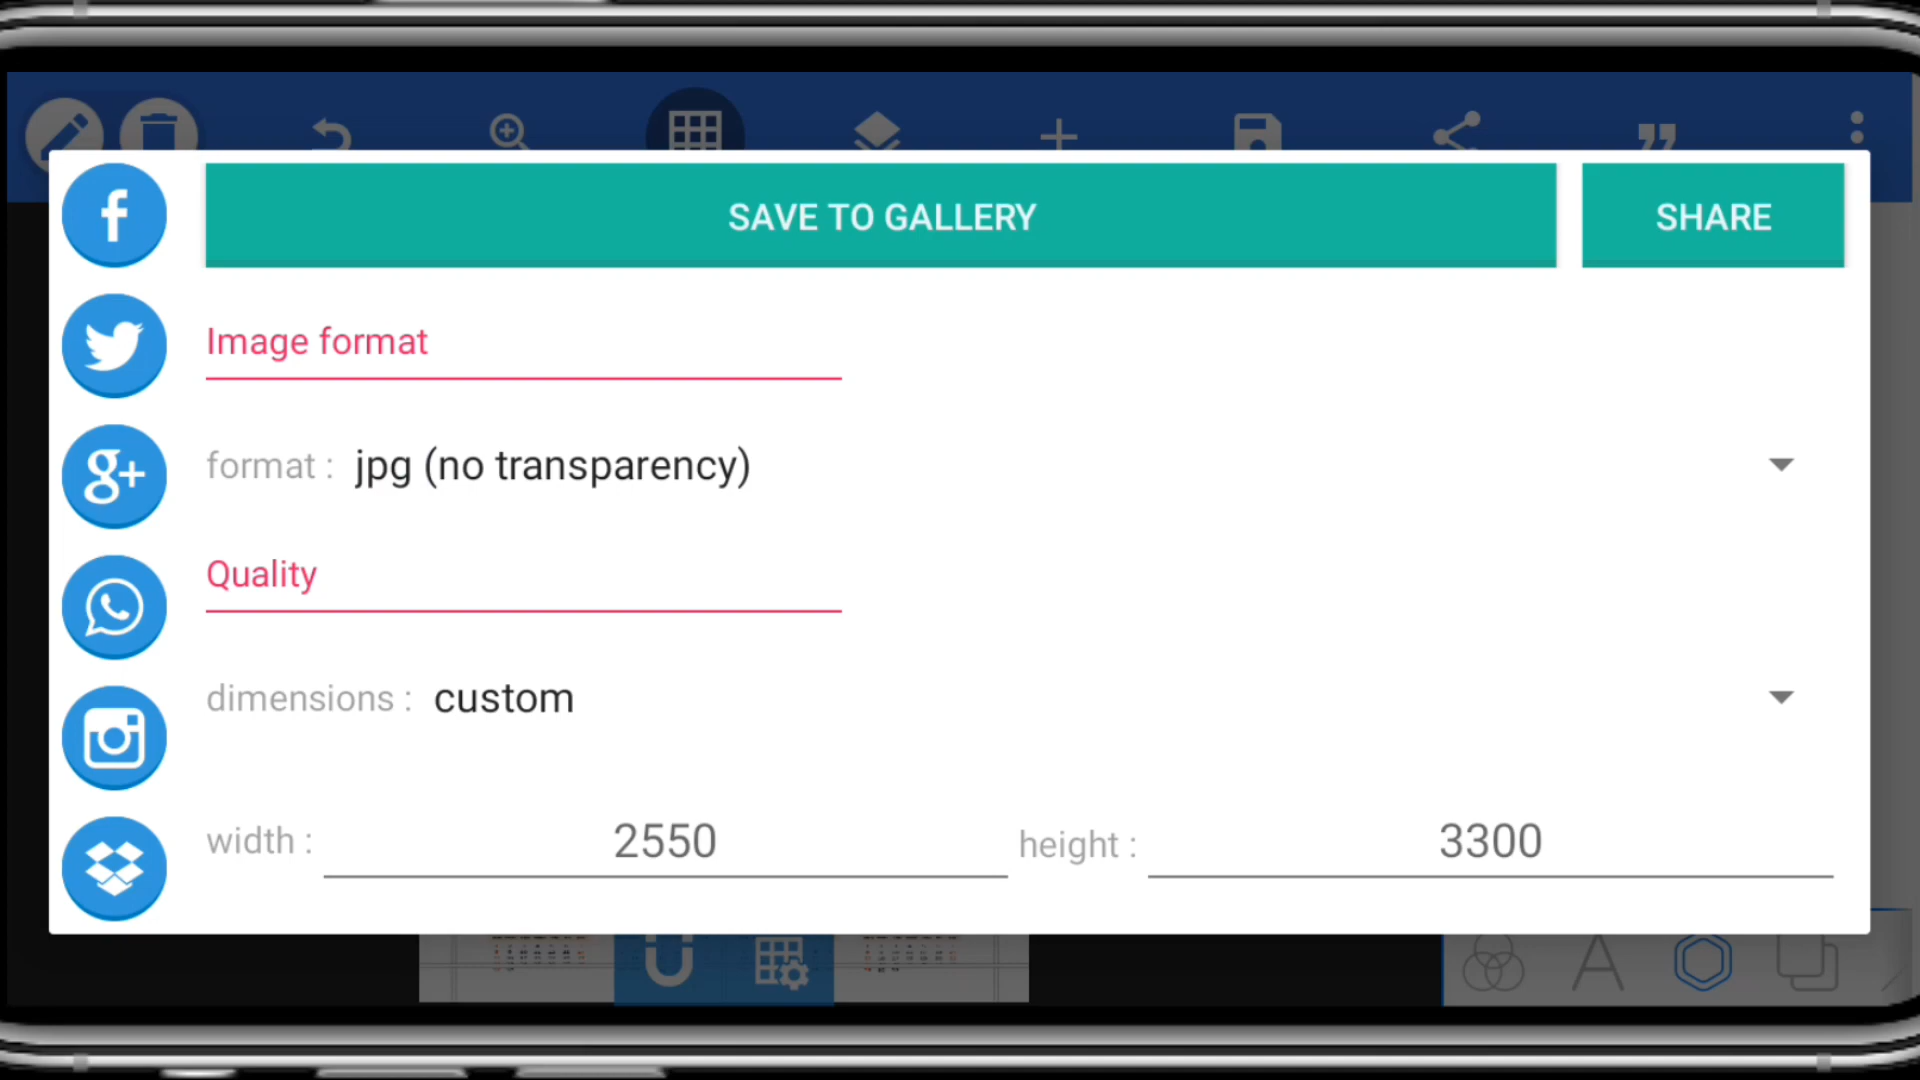 SAVE TO GALLERY
SHARE
Image format
format : jpg (no transparency)
Quality
dimensions : custom
width : 2550 height : 3300